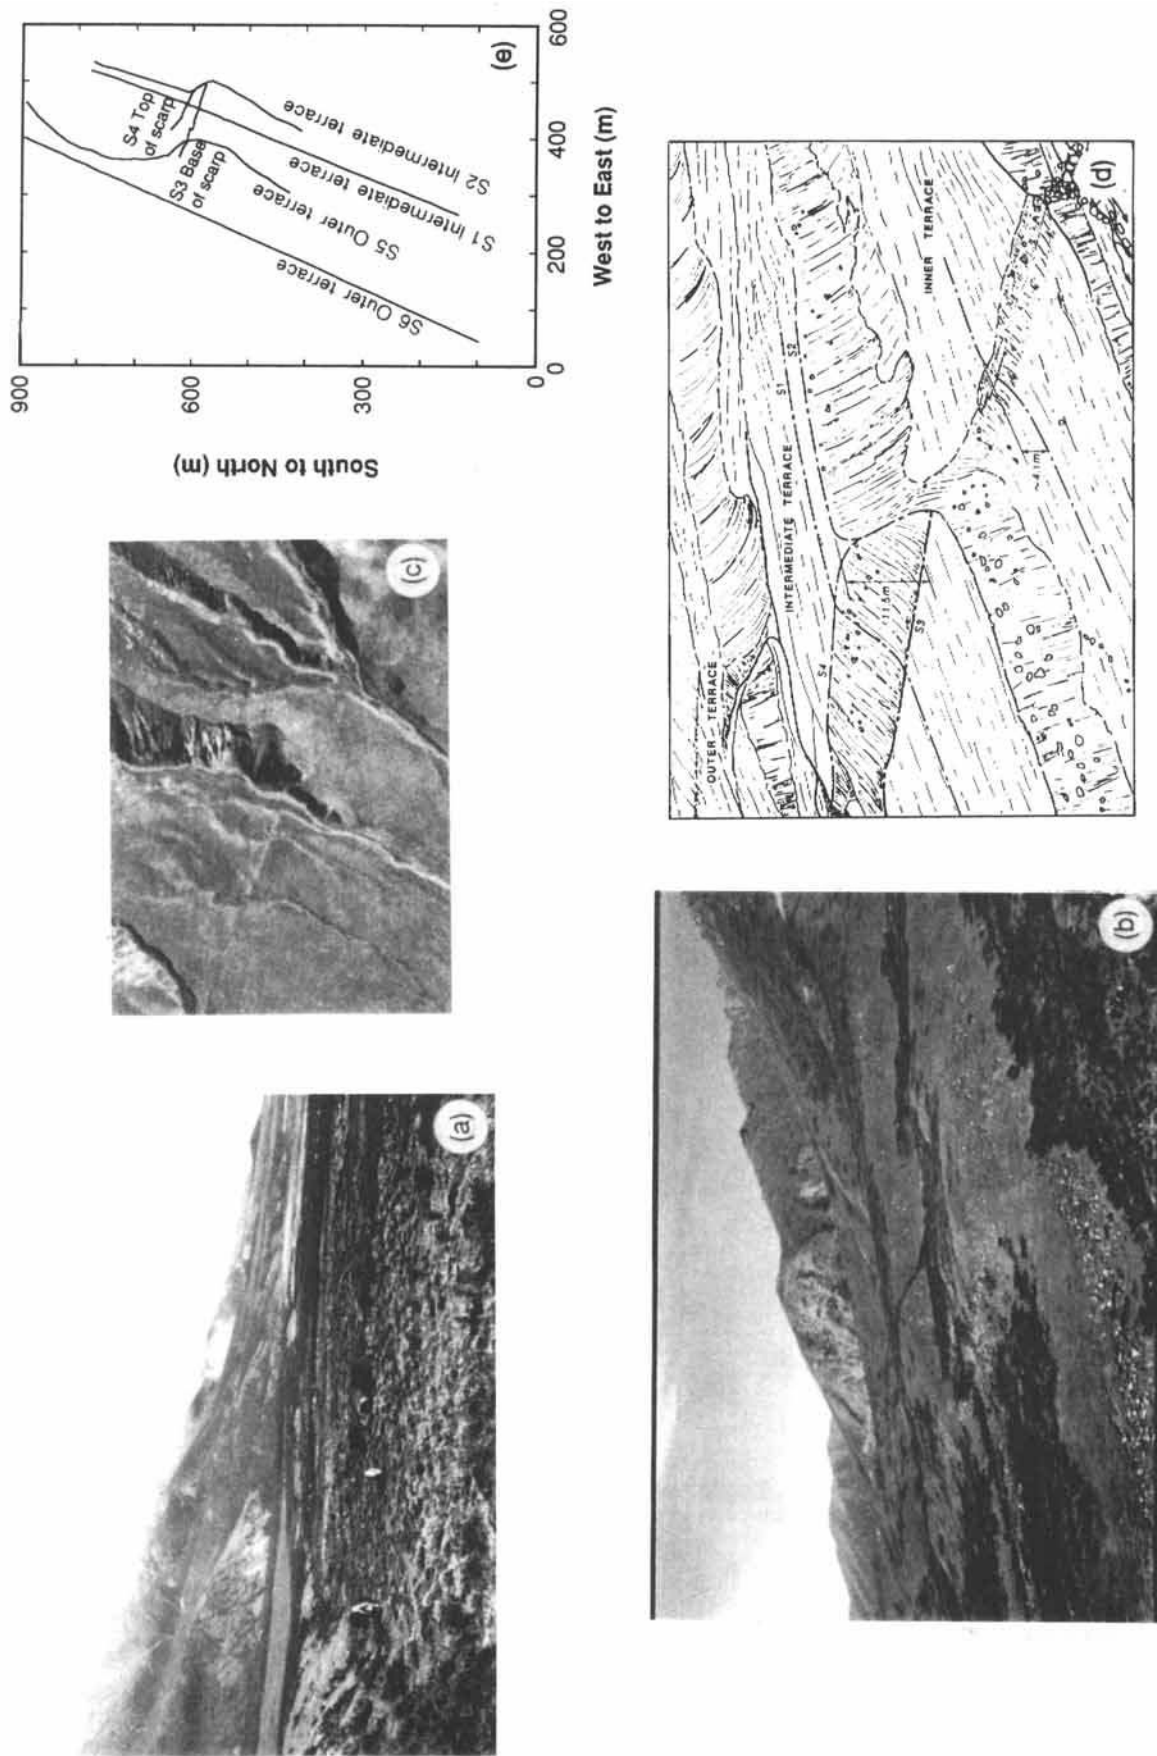 (a)
(b)
(c)
OUTER TERRACE
INTERMEDIATE TERRACE
INNER TERRACE
S1
S2
S4
S3
11.5m
4.1m
(d)
South to North (m)
900
600
300
0
0
200
400
600
West to East (m)
S4 Top
of scarp
S3 Base
of scarp
S2 Intermediate terrace
S1 Intermediate terrace
S5 Outer terrace
S6 Outer terrace
(e)